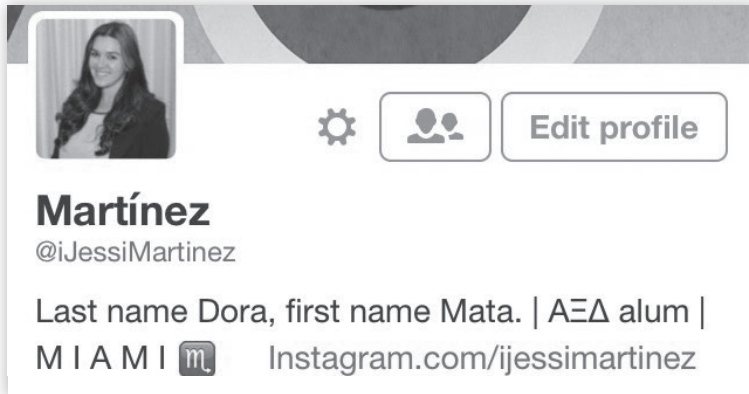 Edit profile
Martínez
@iJessiMartinez
Last name Dora, first name Mata. | ΑΞΔ alum |
M I A M I ♏ Instagram.com/ijessimartinez